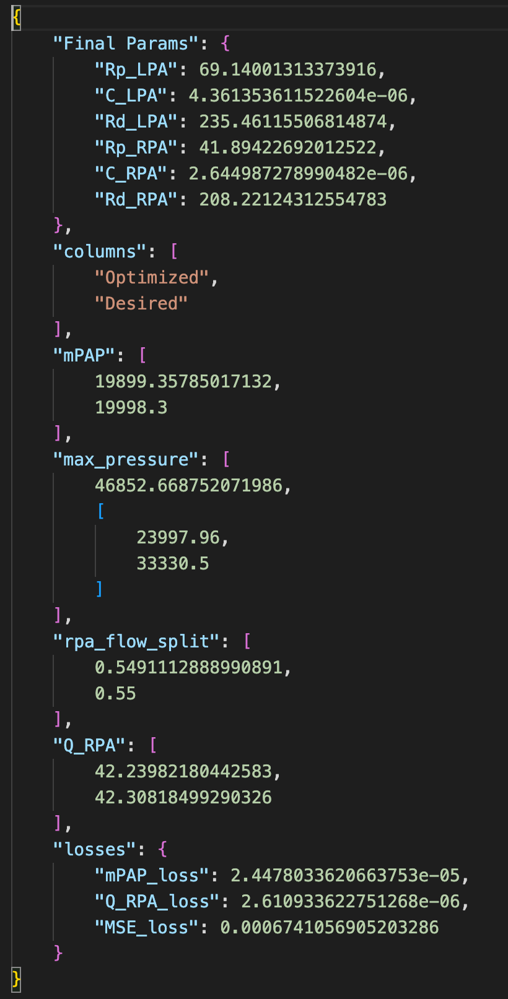 {
    "Final Params": {
        "Rp_LPA": 69.14001313373916,
        "C_LPA": 4.361353611522604e-06,
        "Rd_LPA": 235.46115506814874,
        "Rp_RPA": 41.89422692012522,
        "C_RPA": 2.644987278990482e-06,
        "Rd_RPA": 208.22124312554783
    },
    "columns": [
        "Optimized",
        "Desired"
    ],
    "mPAP": [
        19899.35785017132,
        19998.3
    ],
    "max_pressure": [
        46852.668752071986,
        [
            23997.96,
            33330.5
        ]
    ],
    "rpa_flow_split": [
        0.5491112888990891,
        0.55
    ],
    "Q_RPA": [
        42.23982180442583,
        42.30818499290326
    ],
    "losses": {
        "mPAP_loss": 2.4478033620663753e-05,
        "Q_RPA_loss": 2.610933622751268e-06,
        "MSE_loss": 0.0006741056905203286
    }
}